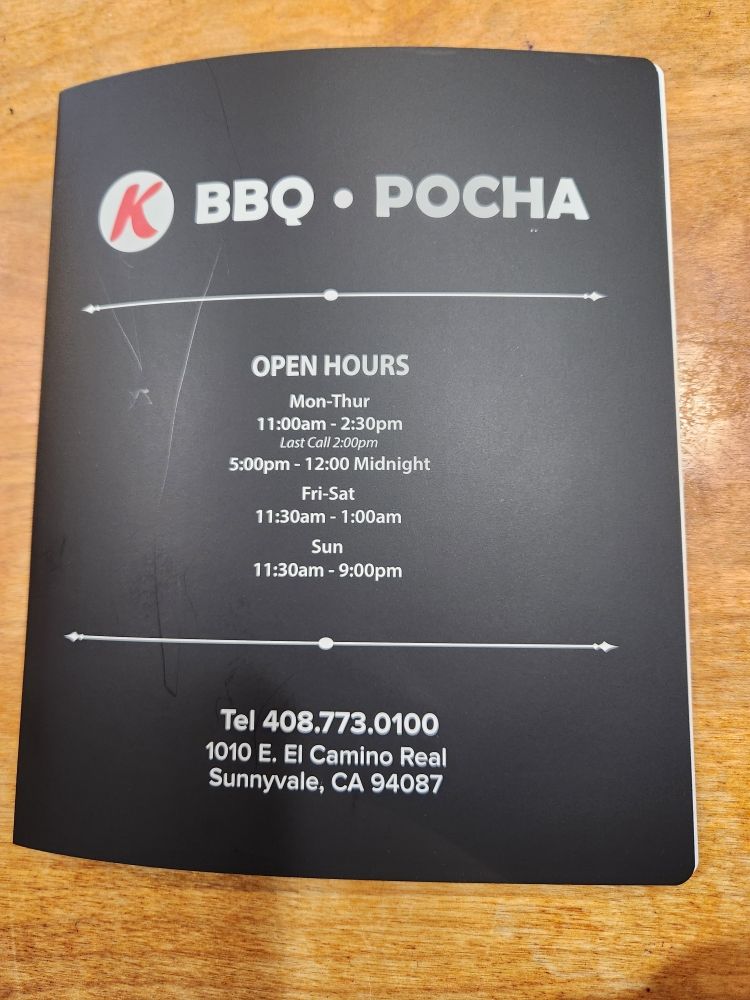 K BBQ • POCHA
OPEN HOURS
Mon-Thur
11:00am - 2:30pm
Last Call 2:00pm
5:00pm - 12:00 Midnight
Fri-Sat
11:30am - 1:00am
Sun
11:30am - 9:00pm
Tel 408.773.0100
1010 E. El Camino Real
Sunnyvale, CA 94087